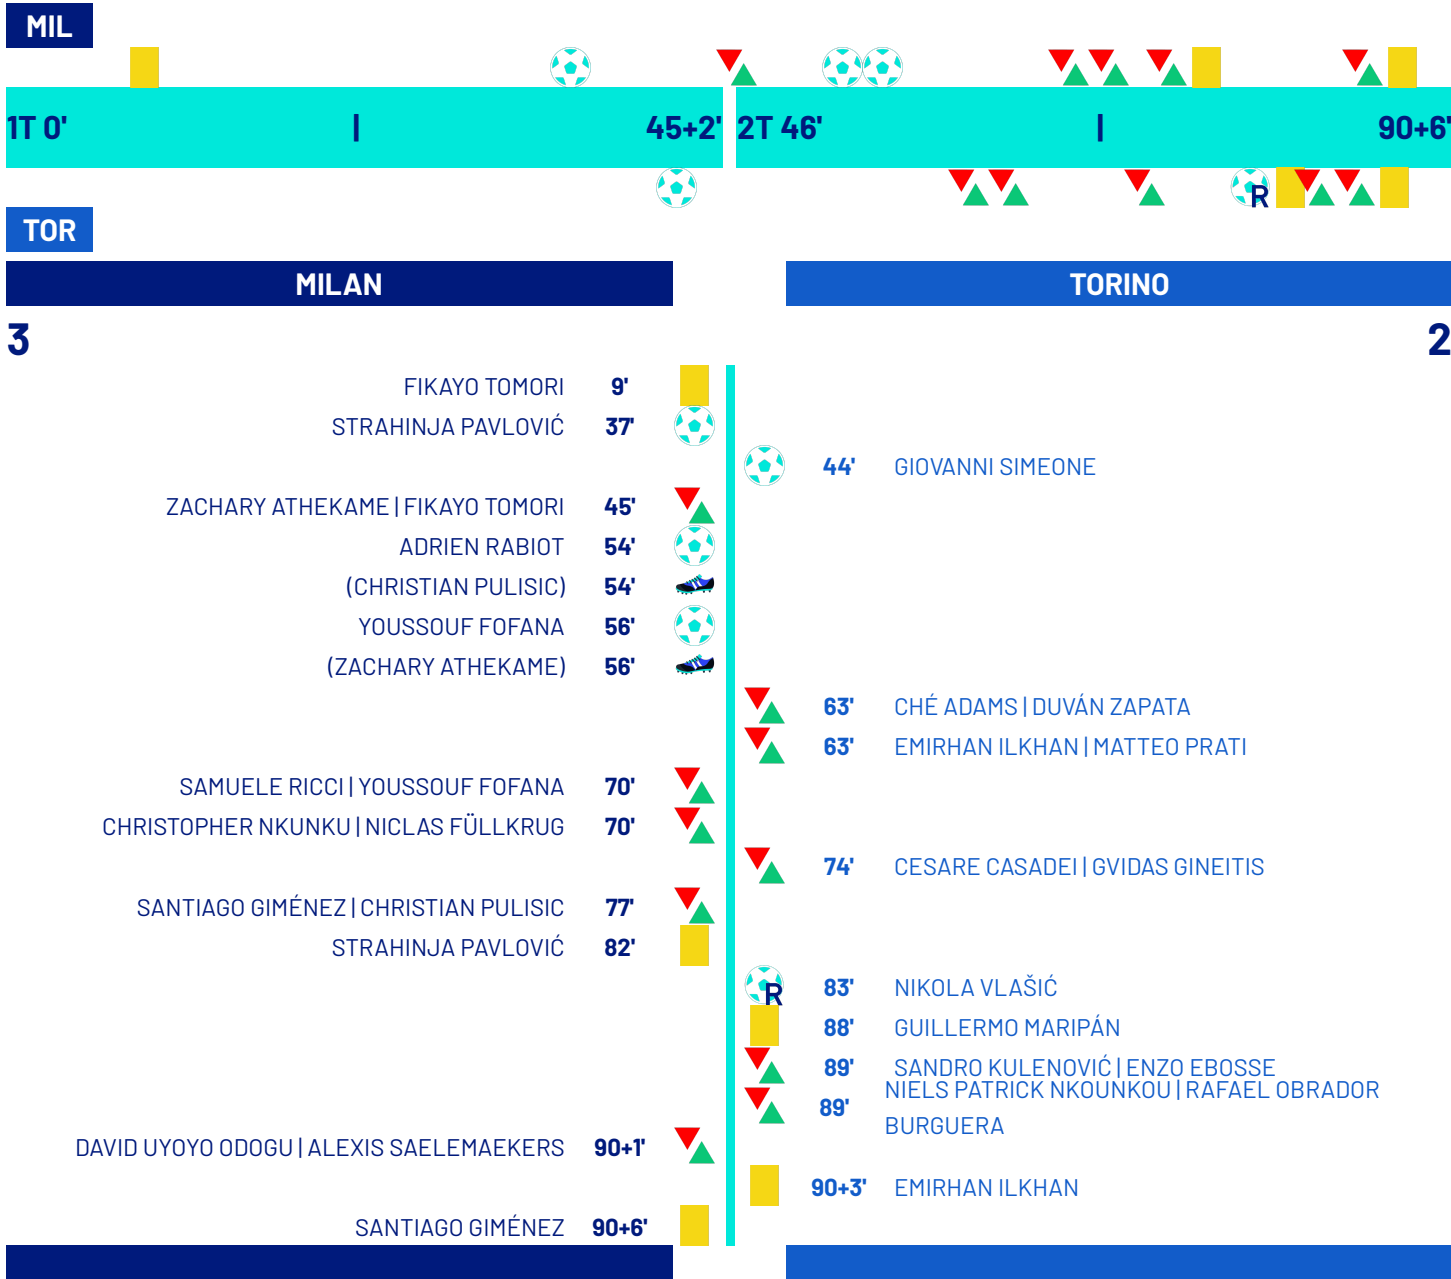 MIL
1T 0' | 45+2' 2T 46' | 90+6'
R
TOR
MILAN TORINO
3 2
FIKAYO TOMORI 9'
STRAHINJA PAVLOVIĆ 37'
44' GIOVANNI SIMEONE
ZACHARY ATHEKAME | FIKAYO TOMORI 45'
ADRIEN RABIOT 54'
(CHRISTIAN PULISIC) 54'
YOUSSOUF FOFANA 56'
(ZACHARY ATHEKAME) 56'
63' CHÉ ADAMS | DUVÁN ZAPATA
63' EMIRHAN ILKHAN | MATTEO PRATI
SAMUELE RICCI | YOUSSOUF FOFANA 70'
CHRISTOPHER NKUNKU | NICLAS FÜLLKRUG 70'
74' CESARE CASADEI | GVIDAS GINEITIS
SANTIAGO GIMÉNEZ | CHRISTIAN PULISIC 77'
STRAHINJA PAVLOVIĆ 82'
R 83' NIKOLA VLAŠIĆ
88' GUILLERMO MARIPÁN
89' SANDRO KULENOVIĆ | ENZO EBOSSE
89' NIELS PATRICK NKOUNKOU | RAFAEL OBRADOR
BURGUERA
DAVID UYOYO ODOGU | ALEXIS SAELEMAEKERS 90+1'
90+3' EMIRHAN ILKHAN
SANTIAGO GIMÉNEZ 90+6'